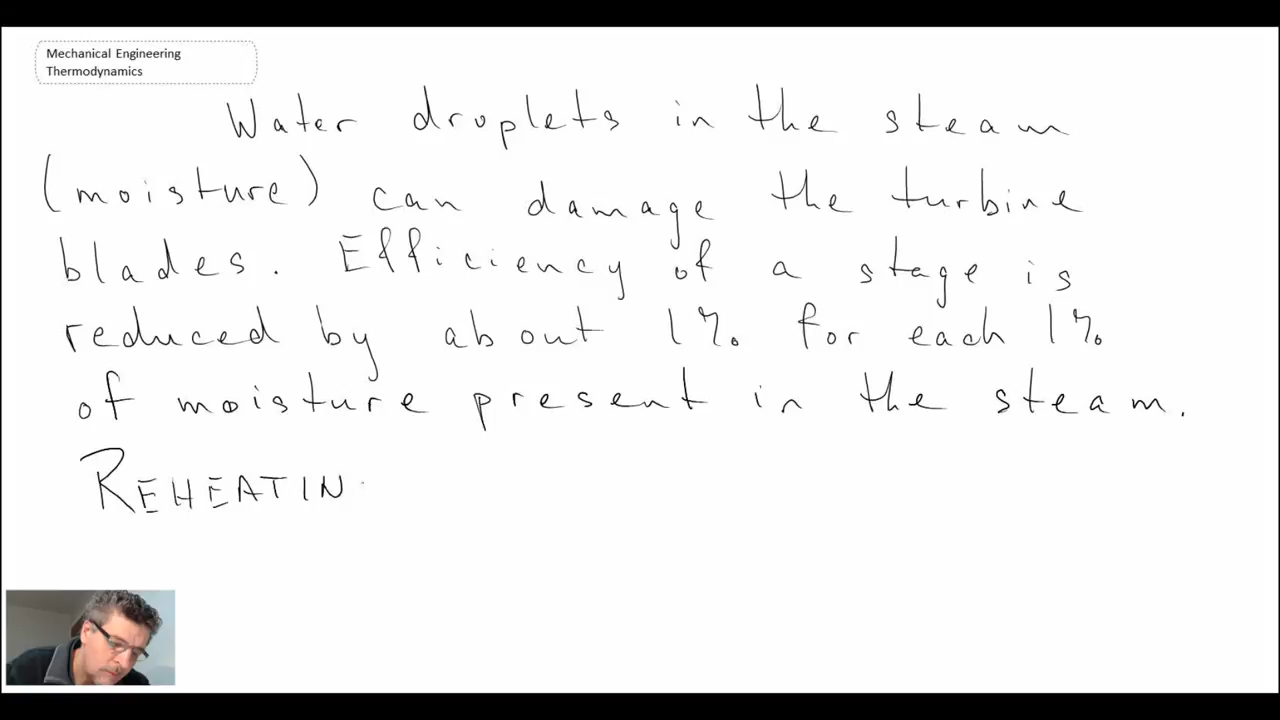 Mechanical Engineering
Thermodynamics
Water droplets in the steam
(moisture) can damage the turbine
blades. Efficiency of a stage is
reduced by about 1% for each 1%
of moisture present in the steam.
REHEATIN